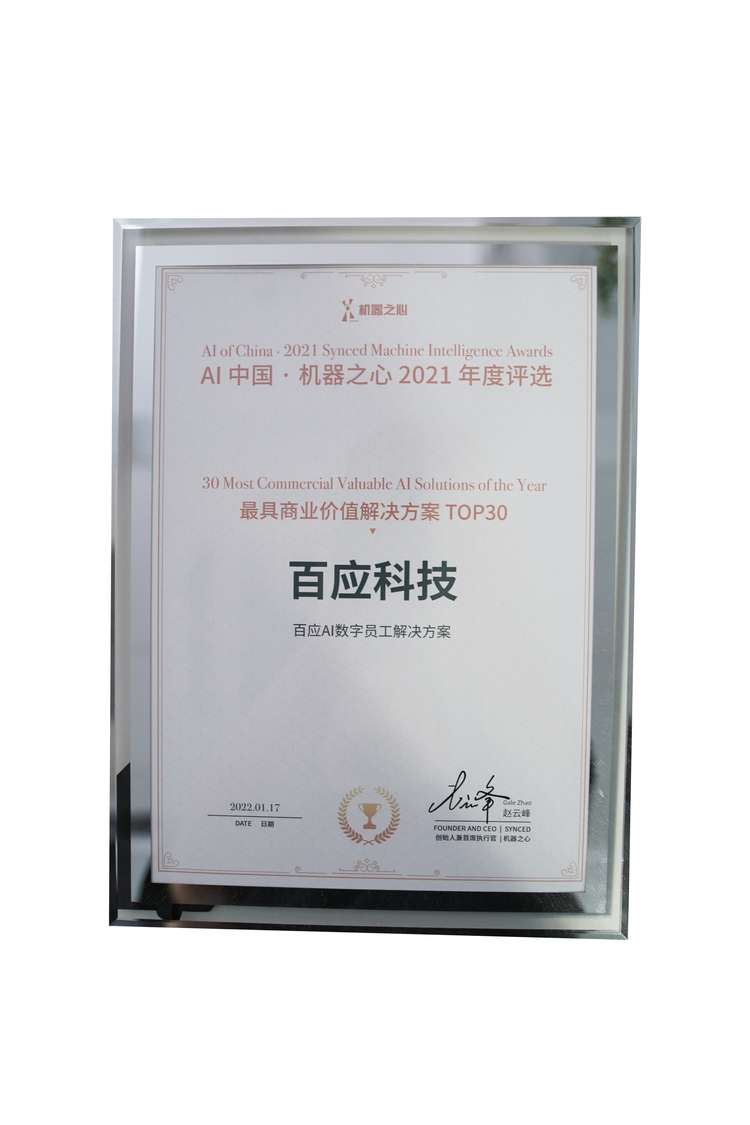 机器之心
AI of China · 2021 Synced Machine Intelligence Awards
AI 中国 · 机器之心 2021 年度评选
30 Most Commercial Valuable AI Solutions of the Year
最具商业价值解决方案 TOP30
百应科技
百应AI数字员工解决方案
2022.01.17
DATE 日期
Gale Zhao
赵云峰
FOUNDER AND CEO | SYNCED
创始人兼首席执行官 | 机器之心